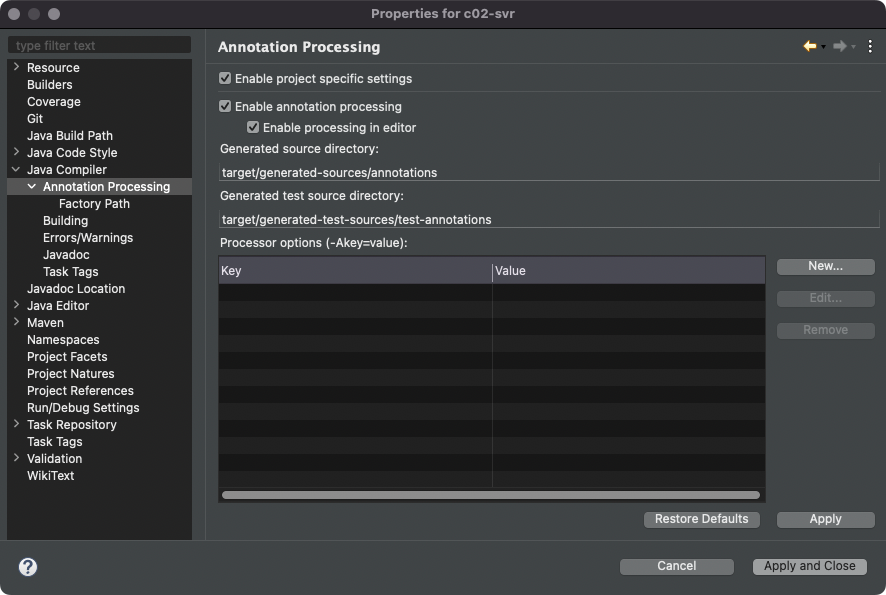 Properties for c02-svr
type filter text
Resource
Builders
Coverage
Git
Java Build Path
Java Code Style
Java Compiler
Annotation Processing
Factory Path
Building
Errors/Warnings
Javadoc
Task Tags
Javadoc Location
Java Editor
Maven
Namespaces
Project Facets
Project Natures
Project References
Run/Debug Settings
Task Repository
Task Tags
Validation
WikiText
Annotation Processing
Enable project specific settings
Enable annotation processing
Enable processing in editor
Generated source directory:
target/generated-sources/annotations
Generated test source directory:
target/generated-test-sources/test-annotations
Processor options (-Akey=value):
Key Value
New...
Edit...
Remove
Restore Defaults Apply
? Cancel Apply and Close